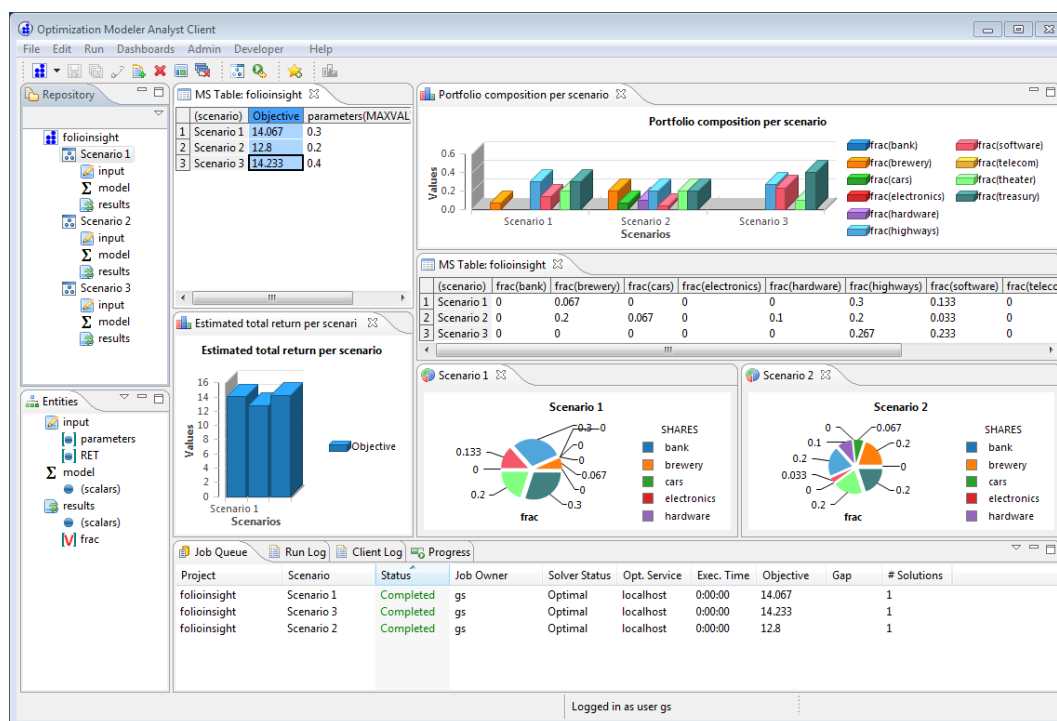 Optimization Modeler Analyst Client
File Edit Run Dashboards Admin Developer Help
Repository
folioinsight
Scenario 1
input
model
results
Scenario 2
input
model
results
Scenario 3
input
model
results
Entities
input
parameters
RET
model
(scalars)
results
(scalars)
frac
MS Table: folioinsight
(scenario) Objective parameters(MAXVAL
1 Scenario 1 14.067 0.3
2 Scenario 2 12.8 0.2
3 Scenario 3 14.233 0.4
Estimated total return per scenari
Estimated total return per scenario
16
14
12
10
8
6
4
2
0
Values
Scenario 1
Scenarios
Objective
Portfolio composition per scenario
Portfolio composition per scenario
0.6
0.4
0.2
0.0
Values
Scenario 1 Scenario 2 Scenario 3
Scenarios
frac(bank) frac(software)
frac(brewery) frac(telecom)
frac(cars) frac(theater)
frac(electronics) frac(treasury)
frac(hardware)
frac(highways)
MS Table: folioinsight
(scenario) frac(bank) frac(brewery) frac(cars) frac(electronics) frac(hardware) frac(highways) frac(software) frac(teleco
1 Scenario 1 0 0.067 0 0 0 0.3 0.133 0
2 Scenario 2 0 0.2 0.067 0 0.1 0.2 0.033 0
3 Scenario 3 0 0 0 0 0 0.267 0.233 0
Scenario 1
Scenario 1
0.3 0
0
0
0.067
0
0.3
0.133
0
0.2
frac
SHARES
bank
brewery
cars
electronics
hardware
Scenario 2
Scenario 2
0 0.067
0.1 0.2
0.2 0
0.033
0 0.2
0.2
frac
SHARES
bank
brewery
cars
electronics
hardware
Job Queue Run Log Client Log Progress
Project Scenario Status Job Owner Solver Status Opt. Service Exec. Time Objective Gap # Solutions
folioinsight Scenario 1 Completed gs Optimal localhost 0:00:00 14.067 1
folioinsight Scenario 3 Completed gs Optimal localhost 0:00:00 14.233 1
folioinsight Scenario 2 Completed gs Optimal localhost 0:00:00 12.8 1
Logged in as user gs